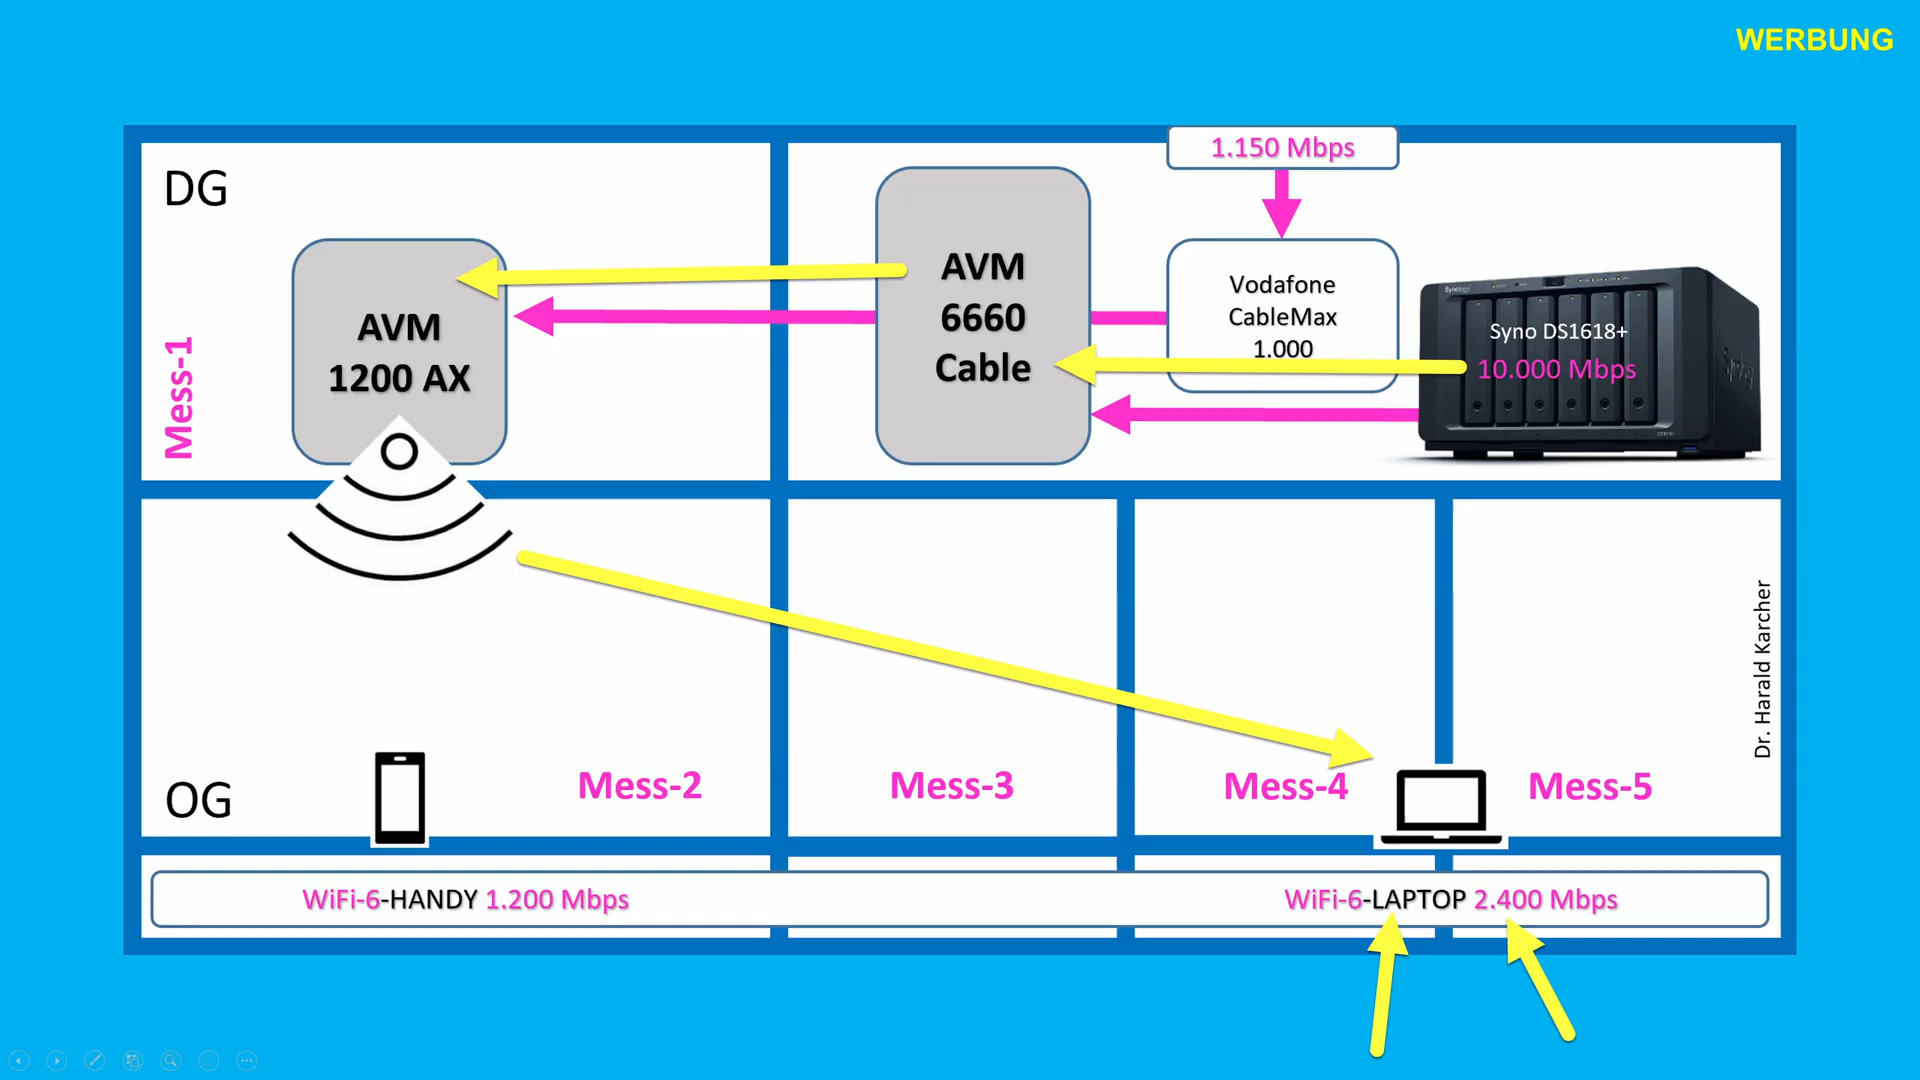 WERBUNG
1.150 Mbps
DG
AVM
1200 AX
Mess-1
AVM
6660
Cable
Vodafone
CableMax
1.000
Synology
Syno DS1618+
10.000 Mbps
Synology
OG
Mess-2
Mess-3
Mess-4
Mess-5
Dr. Harald Karcher
WiFi-6-HANDY 1.200 Mbps
WiFi-6-LAPTOP 2.400 Mbps